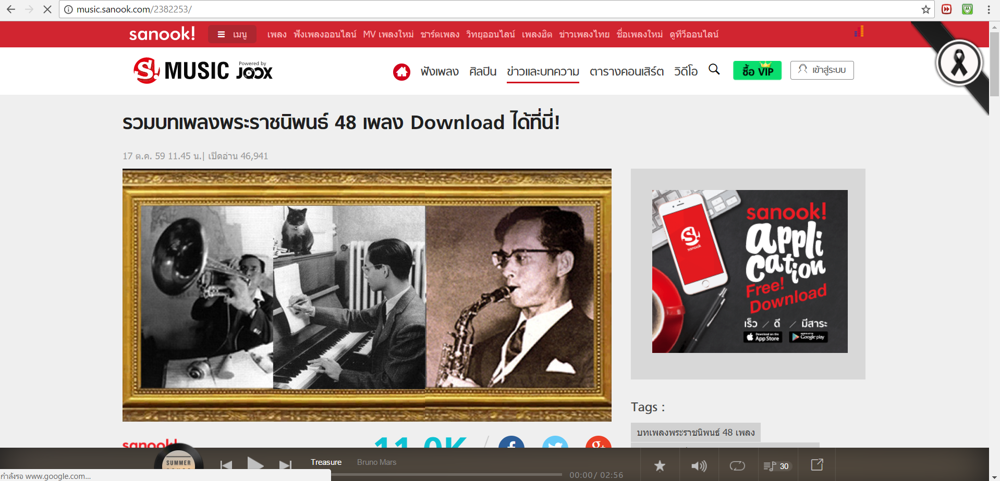 music.sanook.com/2382253/
sanook!
เมนู
เพลง ฟังเพลงออนไลน์ MV เพลงใหม่ ชาร์ตเพลง วิทยุออนไลน์ เพลงฮิต ข่าวเพลงไทย ชื่อเพลงใหม่ ดูทีวีออนไลน์
S! MUSIC Powered by JOOX
ฟังเพลง ศิลปิน ข่าวและบทความ ตารางคอนเสิร์ต วิดีโอ
ซื้อ VIP
เข้าสู่ระบบ
รวมบทเพลงพระราชนิพนธ์ 48 เพลง Download ได้ที่นี่!
17 ต.ค. 59 11.45 น.| เปิดอ่าน 46,941
S!
sanook
sanook!
appli
cation
Free!
Download
เร็ว / ดี / มีสาระ
Download on the
App Store
Google play
Tags :
บทเพลงพระราชนิพนธ์ 48 เพลง
sanook!
11.0K
f
g+
SUMMER
Treasure Bruno Mars
00:00 / 02:56
30
กำลังรอ www.google.com...